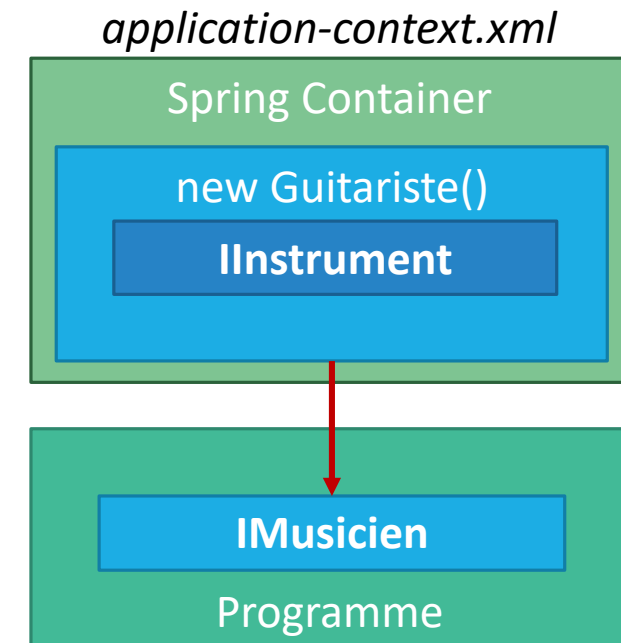 application-context.xml
Spring Container
new Guitariste()
IInstrument
IMusicien
Programme